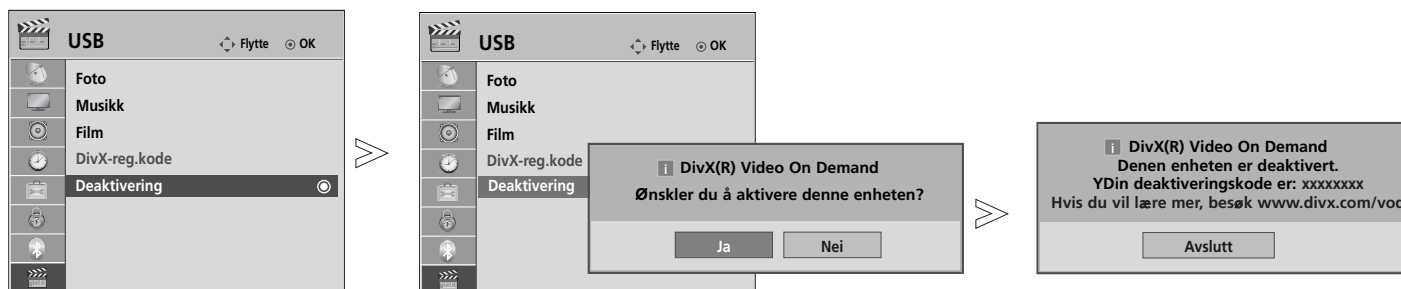 USB
Flytte
OK
Foto
Musikk
Film
DivX-reg.kode
Deaktivering
USB
Flytte
OK
Foto
Musikk
Film
DivX-reg.kode
Deaktivering
DivX(R) Video On Demand
Ønskler du å aktivere denne enheten?
Ja
Nei
DivX(R) Video On Demand
Denen enheten er deaktivert.
YDin deaktiveringskode er: xxxxxxxx
Hvis du vil lære mer, besøk www.divx.com/vod
Avslutt